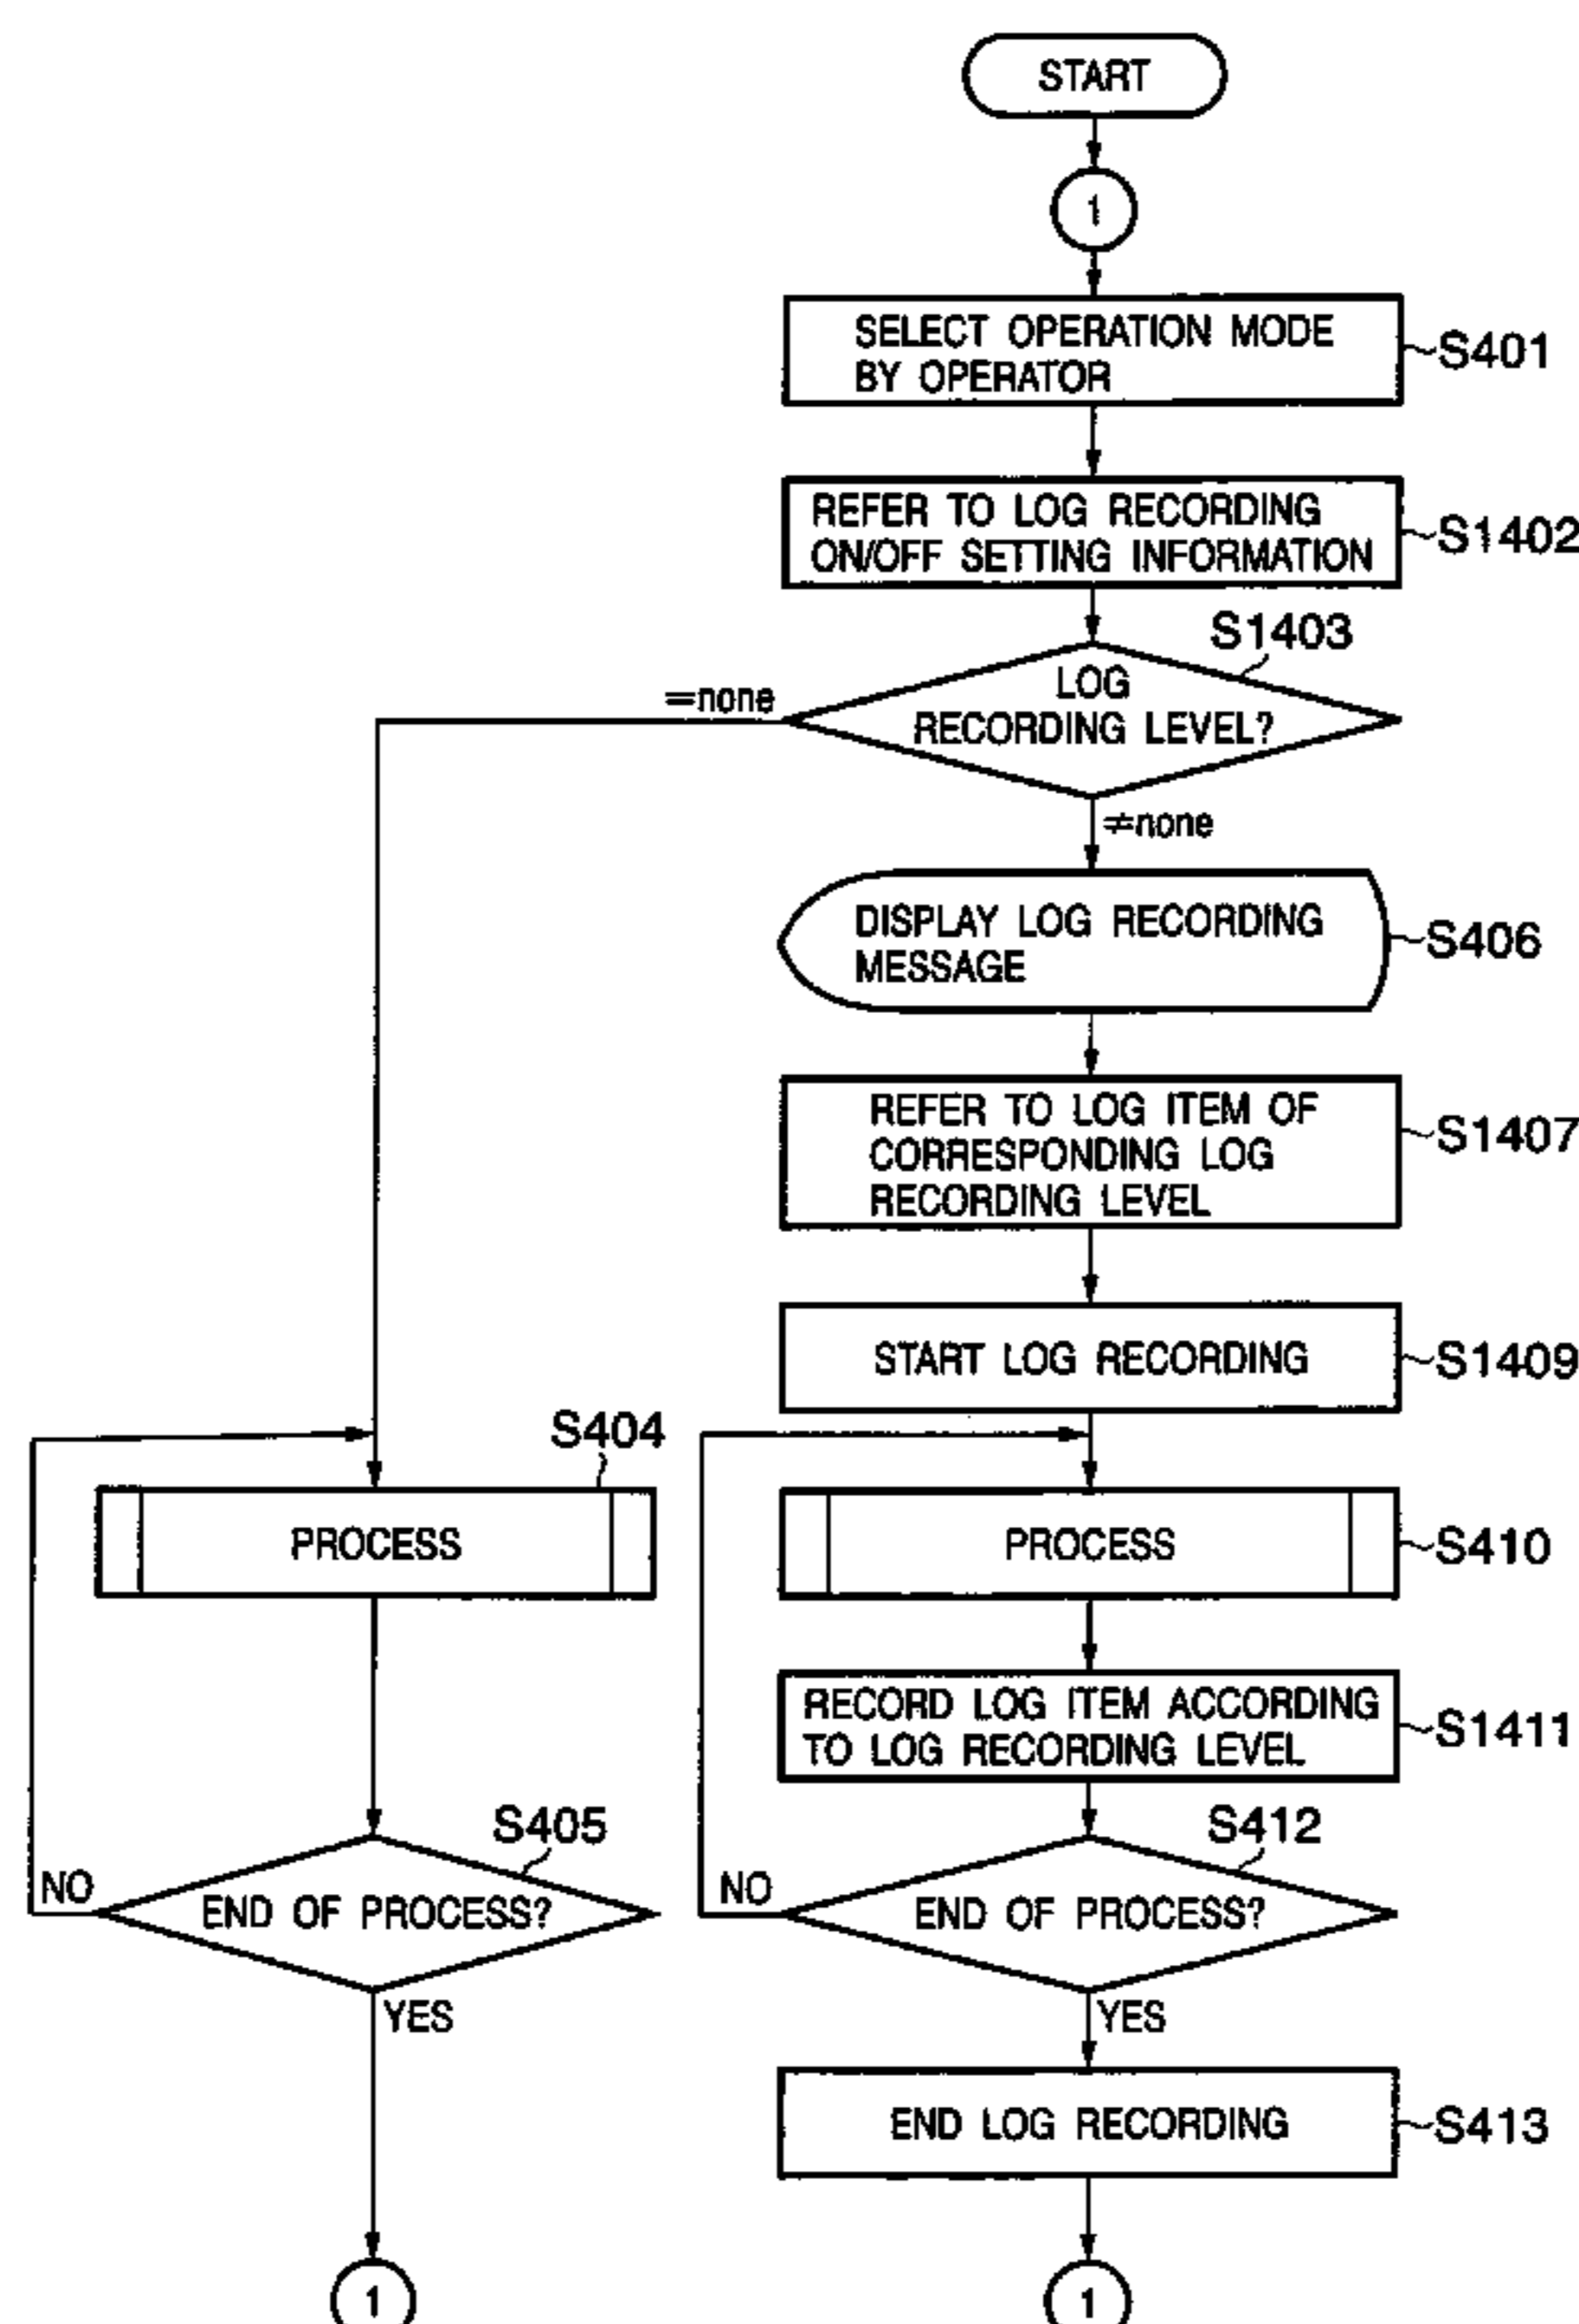 START
1
SELECT OPERATION MODE
BY OPERATOR
S401
REFER TO LOG RECORDING
ON/OFF SETTING INFORMATION
S1402
S1403
LOG
RECORDING LEVEL?
=none
≠none
DISPLAY LOG RECORDING
MESSAGE
S406
REFER TO LOG ITEM OF
CORRESPONDING LOG
RECORDING LEVEL
S1407
START LOG RECORDING
S1409
S404
PROCESS
PROCESS
S410
RECORD LOG ITEM ACCORDING
TO LOG RECORDING LEVEL
S1411
S405
S412
NO
END OF PROCESS?
NO
END OF PROCESS?
YES
YES
END LOG RECORDING
S413
1
1